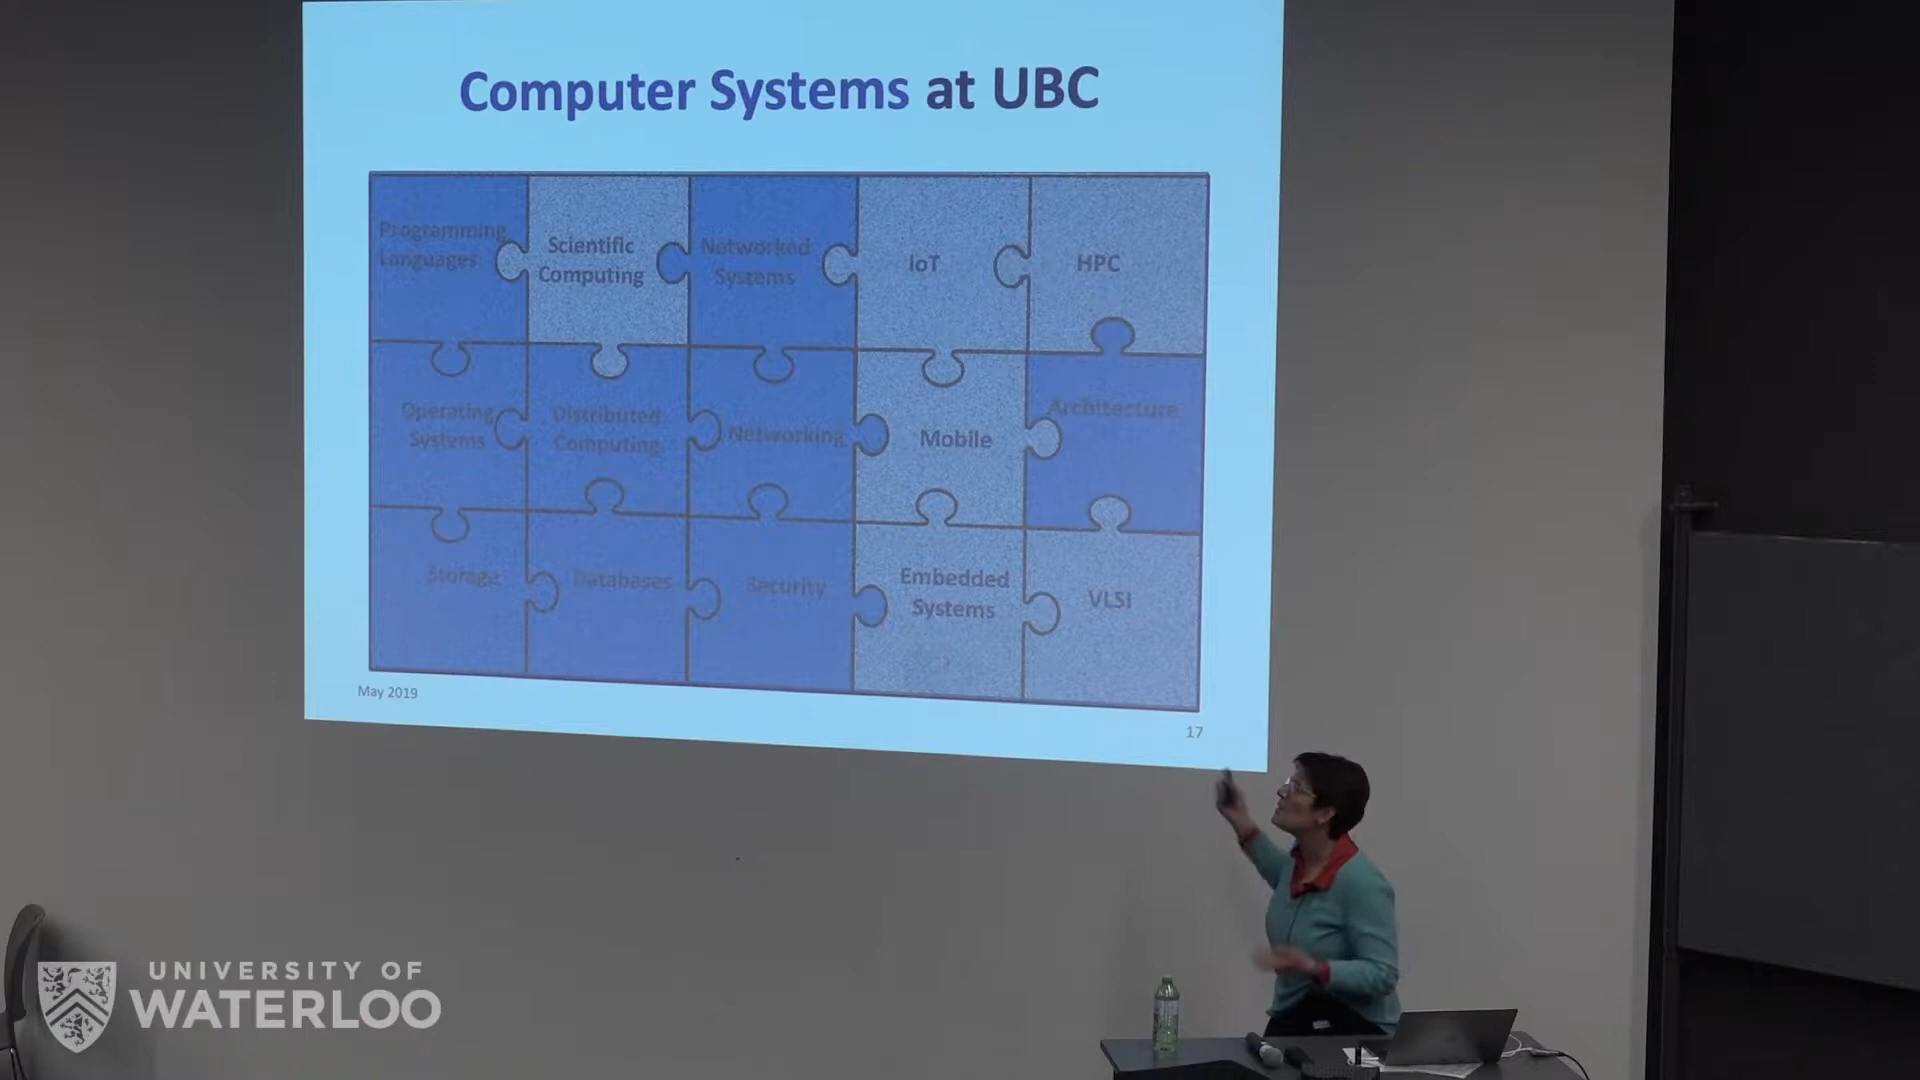 Computer Systems at UBC
Programming
Languages
Scientific
Computing
Networked
Systems
IoT
HPC
Operating
Systems
Distributed
Computing
Networking
Mobile
Architecture
Storage
Databases
Security
Embedded
Systems
VLSI
May 2019
17
UNIVERSITY OF
WATERLOO